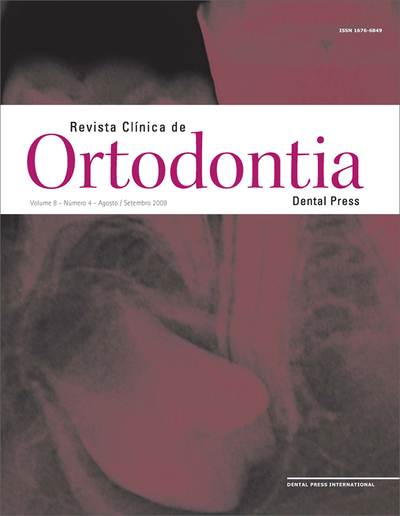 ISSN 1676-6849
Revista Clínica de
Ortodontia
Dental Press
Volume 8 - Número 4 - Agosto / Setembro 2009
DENTAL PRESS INTERNATIONAL